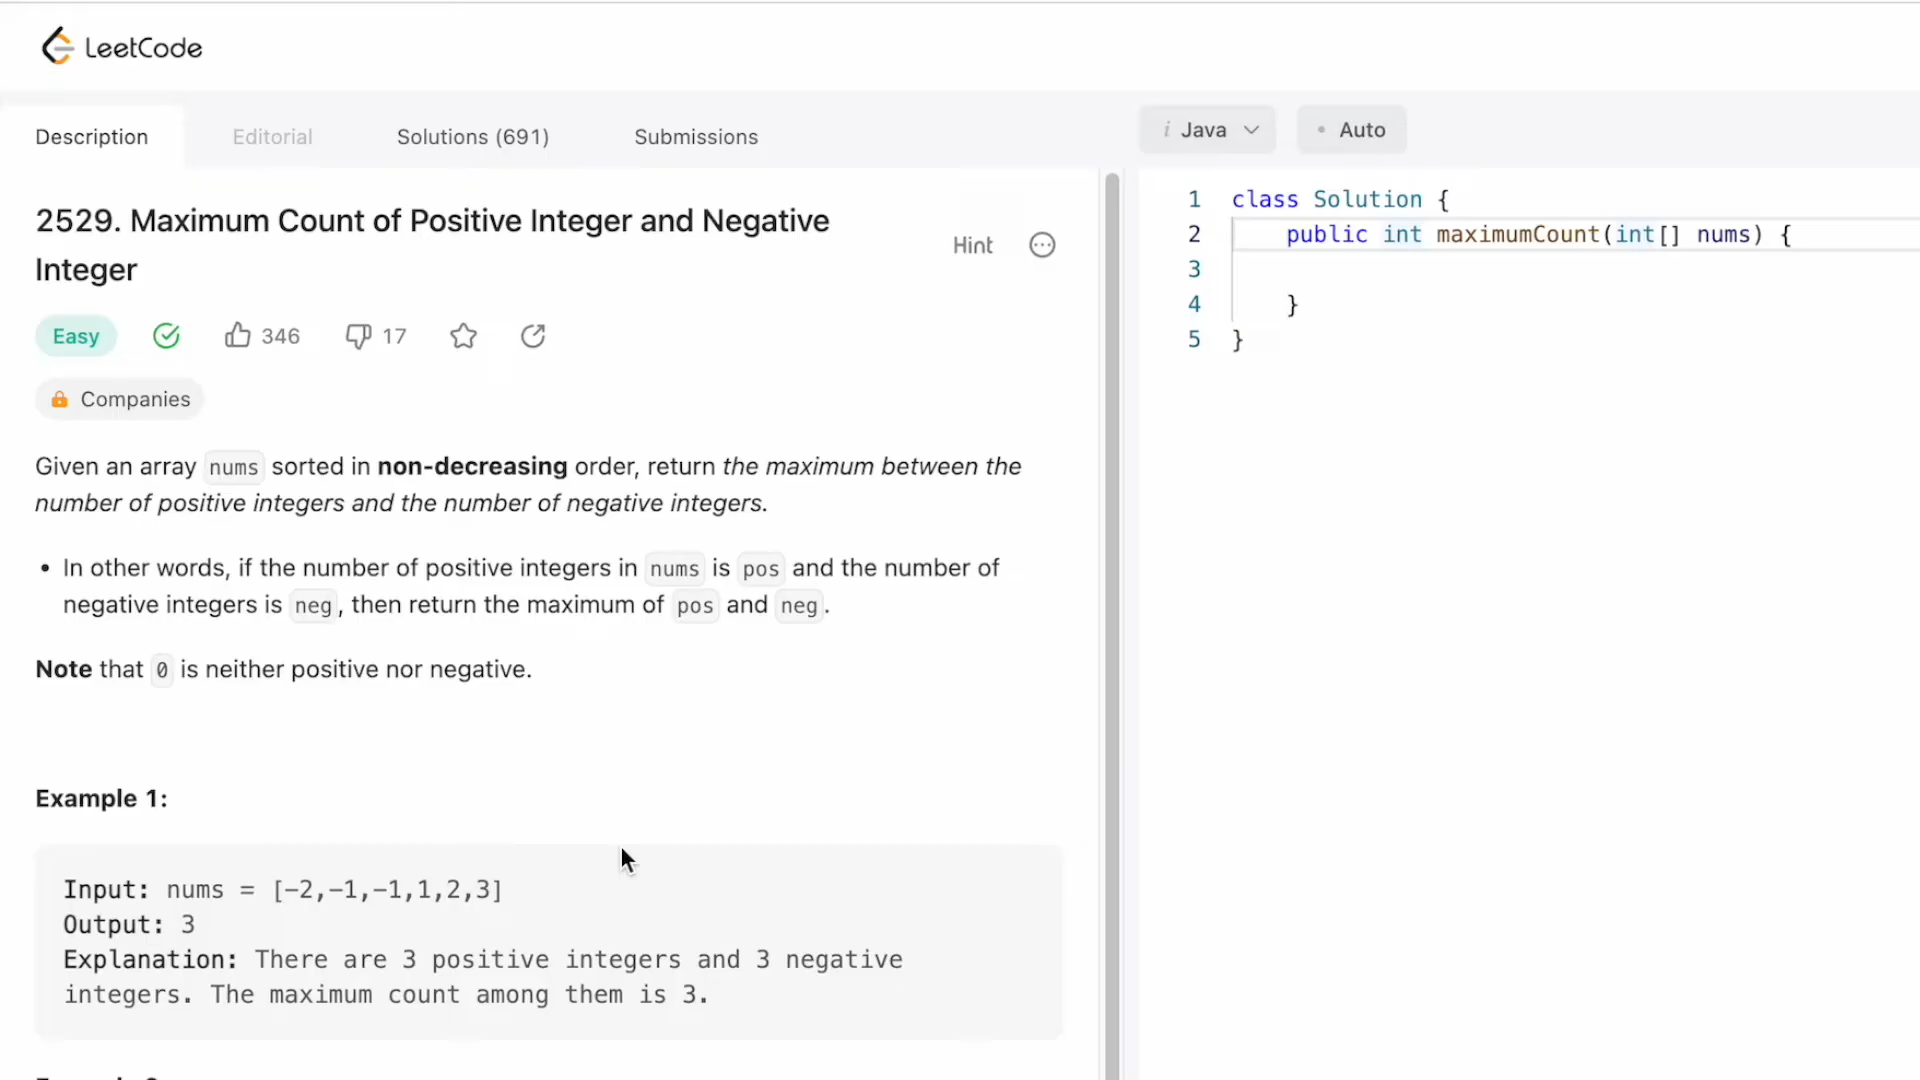 LeetCode
Description Editorial Solutions (691) Submissions
i Java • Auto
2529. Maximum Count of Positive Integer and Negative
Integer
Hint
Easy 346 17
Companies
Given an array nums sorted in non-decreasing order, return the maximum between the
number of positive integers and the number of negative integers.
• In other words, if the number of positive integers in nums is pos and the number of
negative integers is neg, then return the maximum of pos and neg.
Note that 0 is neither positive nor negative.
Example 1:
Input: nums = [-2,-1,-1,1,2,3]
Output: 3
Explanation: There are 3 positive integers and 3 negative
integers. The maximum count among them is 3.
1 class Solution {
2 public int maximumCount(int[] nums) {
3
4 }
5 }